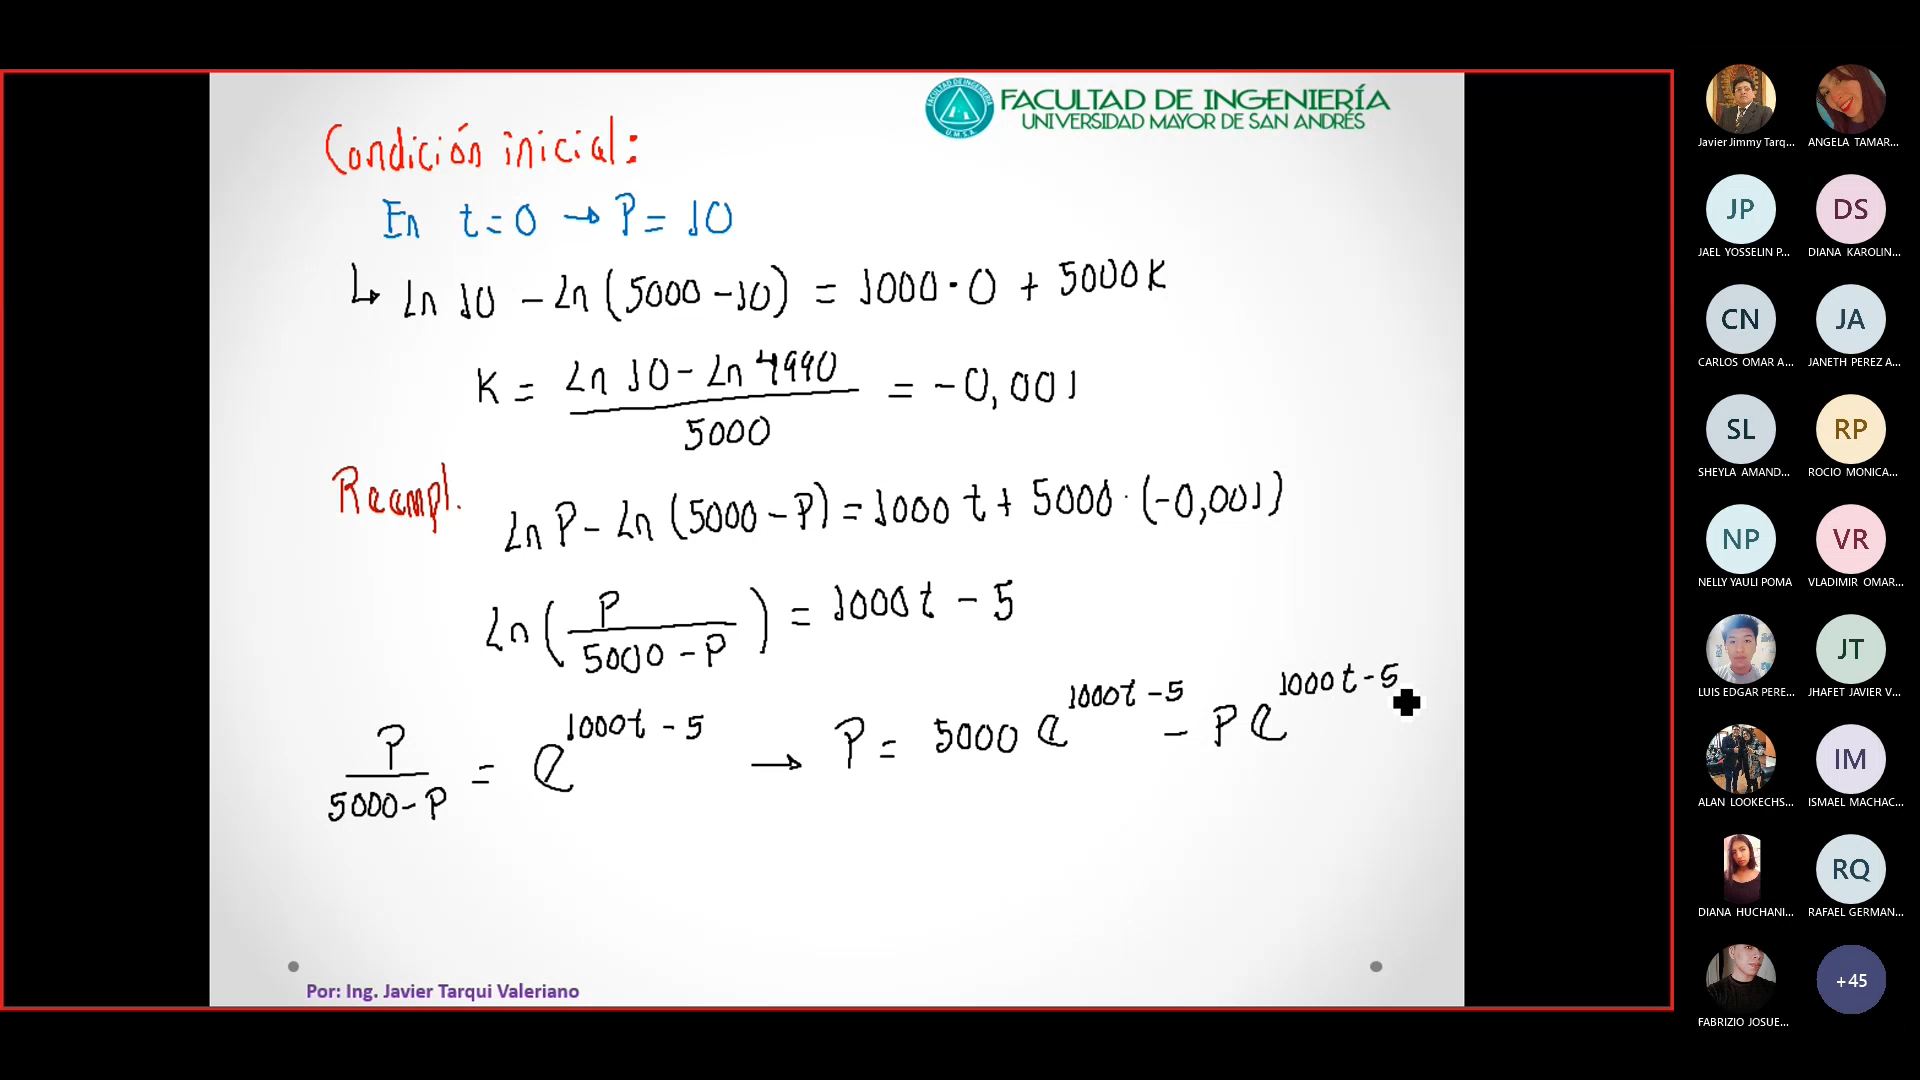 FACULTAD DE INGENIERÍA
UNIVERSIDAD MAYOR DE SAN ANDRÉS
FACULTAD DE INGENIERIA
U.M.S.A.
Condición inicial:
En t=0 → P=10
↳ Ln 10 - Ln (5000-10) = 1000·0 + 5000K
K = (Ln 10 - Ln 4990)/5000 = -0,001
Reempl.
Ln P - Ln (5000-P) = 1000t + 5000·(-0,001)
Ln (P/(5000-P)) = 1000t - 5
P/(5000-P) = e^(1000t-5) → P = 5000 e^(1000t-5) - P e^(1000t-5)
Por: Ing. Javier Tarqui Valeriano
Javier Jimmy Tarq...
ANGELA TAMAR...
JP
JAEL YOSSELIN P...
DS
DIANA KAROLIN...
CN
CARLOS OMAR A...
JA
JANETH PEREZ A...
SL
SHEYLA AMAND...
RP
ROCIO MONICA...
NP
NELLY YAULI POMA
VR
VLADIMIR OMAR...
LUIS EDGAR PERE...
JT
JHAFET JAVIER V...
ALAN LOOKECHS...
IM
ISMAEL MACHAC...
DIANA HUCHANI...
RQ
RAFAEL GERMAN...
FABRIZIO JOSUE...
+45